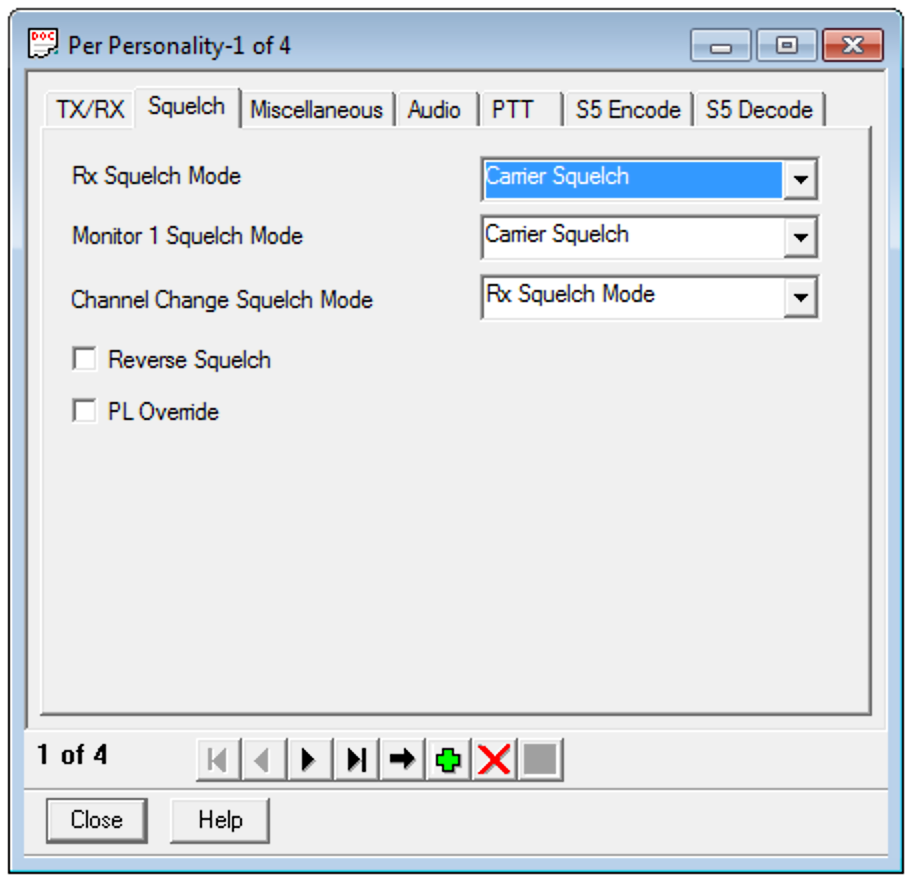 DOC
Per Personality-1 of 4
TX/RX Squelch Miscellaneous Audio PTT S5 Encode S5 Decode
Rx Squelch Mode Carrier Squelch
Monitor 1 Squelch Mode Carrier Squelch
Channel Change Squelch Mode Rx Squelch Mode
Reverse Squelch
PL Override
1 of 4
Close Help